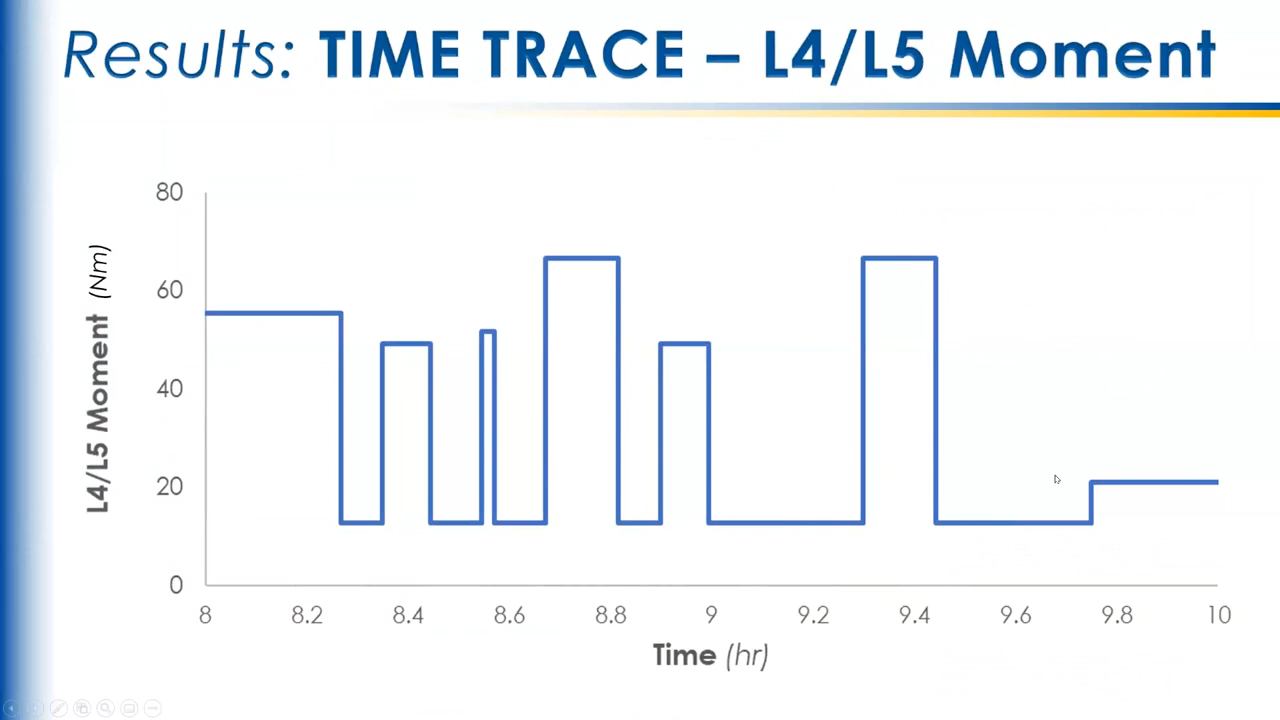 Results: TIME TRACE – L4/L5 Moment
80
60
40
20
0
L4/L5 Moment (Nm)
8 8.2 8.4 8.6 8.8 9 9.2 9.4 9.6 9.8 10
Time (hr)